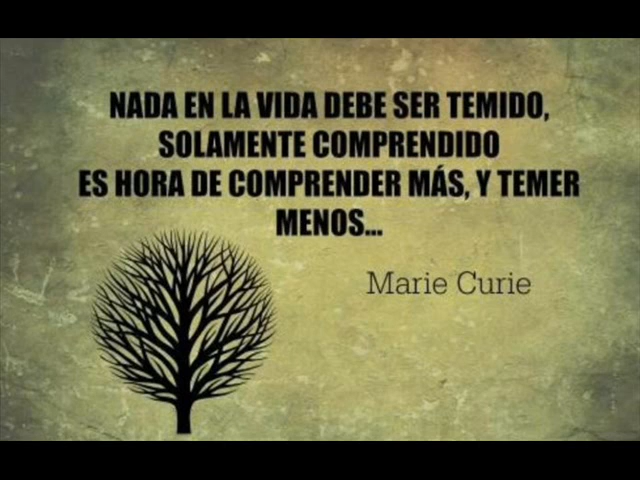 NADA EN LA VIDA DEBE SER TEMIDO,
SOLAMENTE COMPRENDIDO
ES HORA DE COMPRENDER MÁS, Y TEMER
MENOS...
Marie Curie